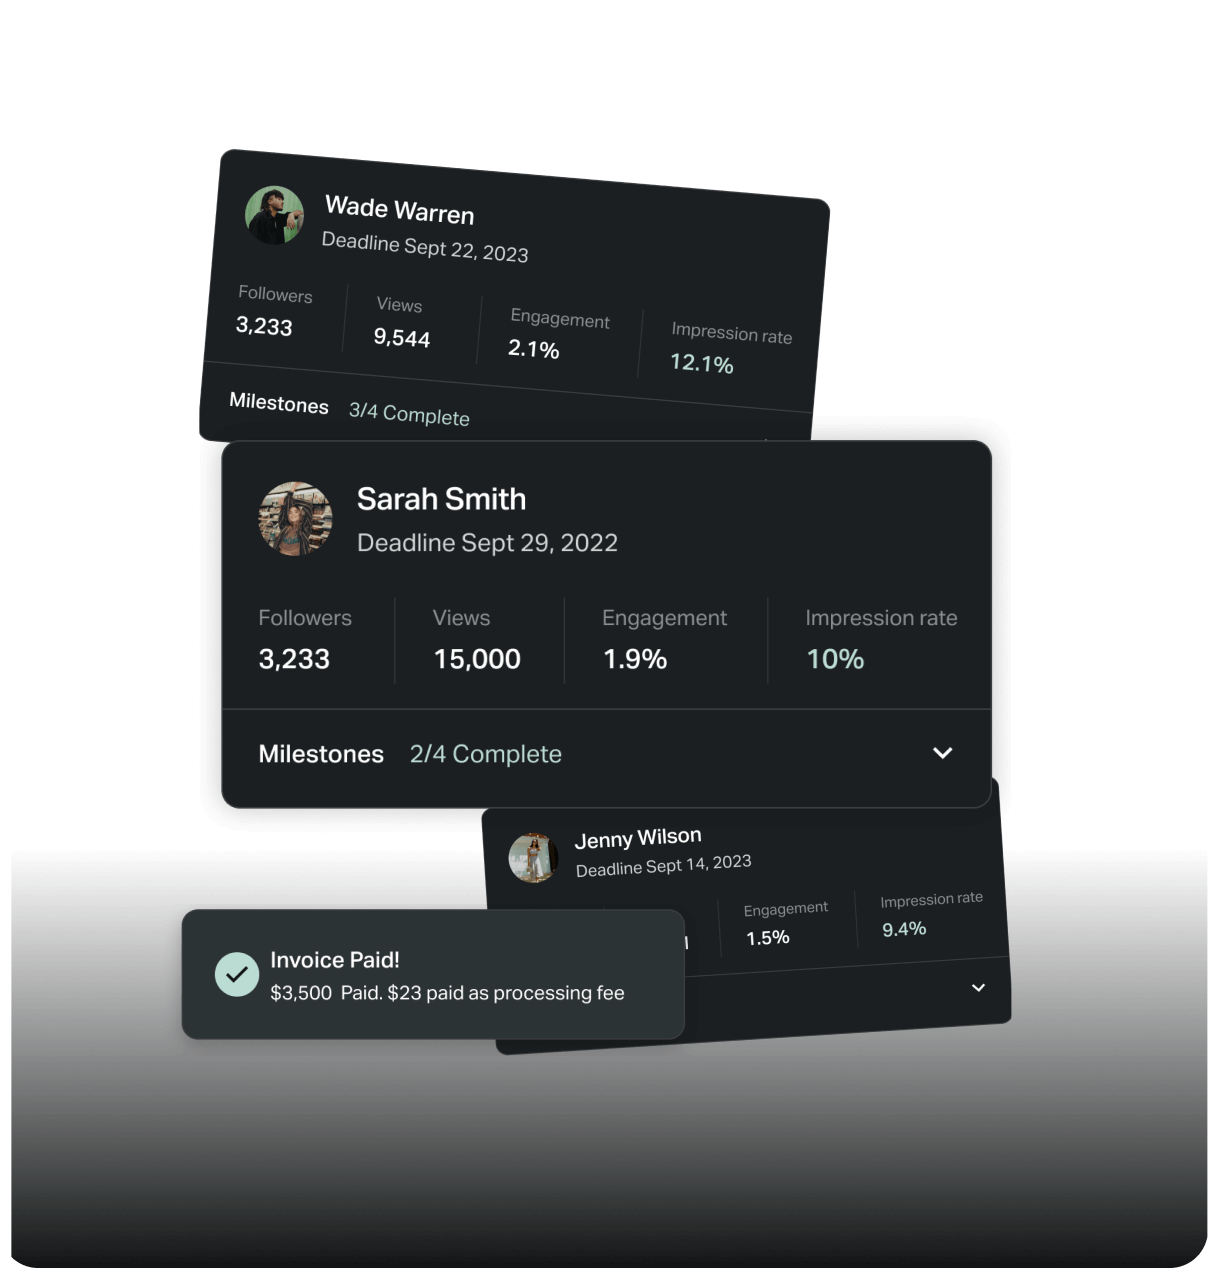 Wade Warren
Deadline Sept 22, 2023
Followers Views Engagement Impression rate
3,233 9,544 2.1% 12.1%
Milestones 3/4 Complete
Sarah Smith
Deadline Sept 29, 2022
Followers Views Engagement Impression rate
3,233 15,000 1.9% 10%
Milestones 2/4 Complete
Jenny Wilson
Deadline Sept 14, 2023
Engagement Impression rate
1.5% 9.4%
Invoice Paid!
$3,500 Paid. $23 paid as processing fee